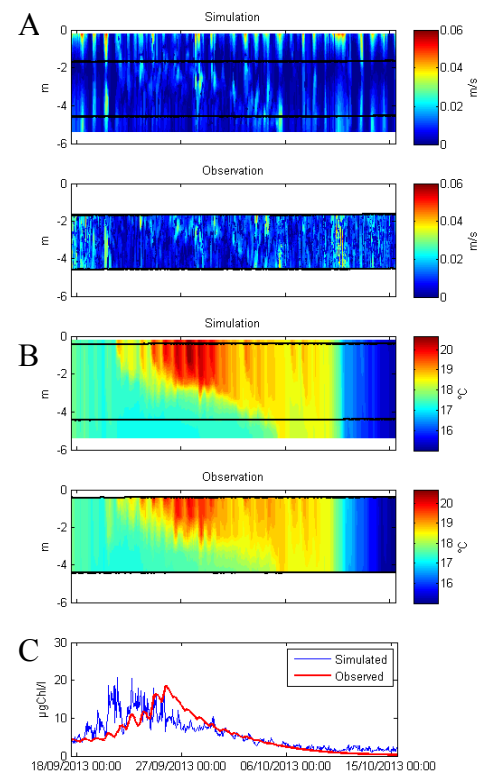 A
Simulation
0
-2
-4
-6
m
0.06
0.04
0.02
0
m/s
Observation
0
-2
-4
-6
m
0.06
0.04
0.02
0
m/s
B
Simulation
0
-2
-4
-6
m
20
19
18
17
16
°C
Observation
0
-2
-4
-6
m
20
19
18
17
16
°C
C
30
20
10
0
µgChl/l
Simulated
Observed
18/09/2013 00:00 27/09/2013 00:00 06/10/2013 00:00 15/10/2013 00:00